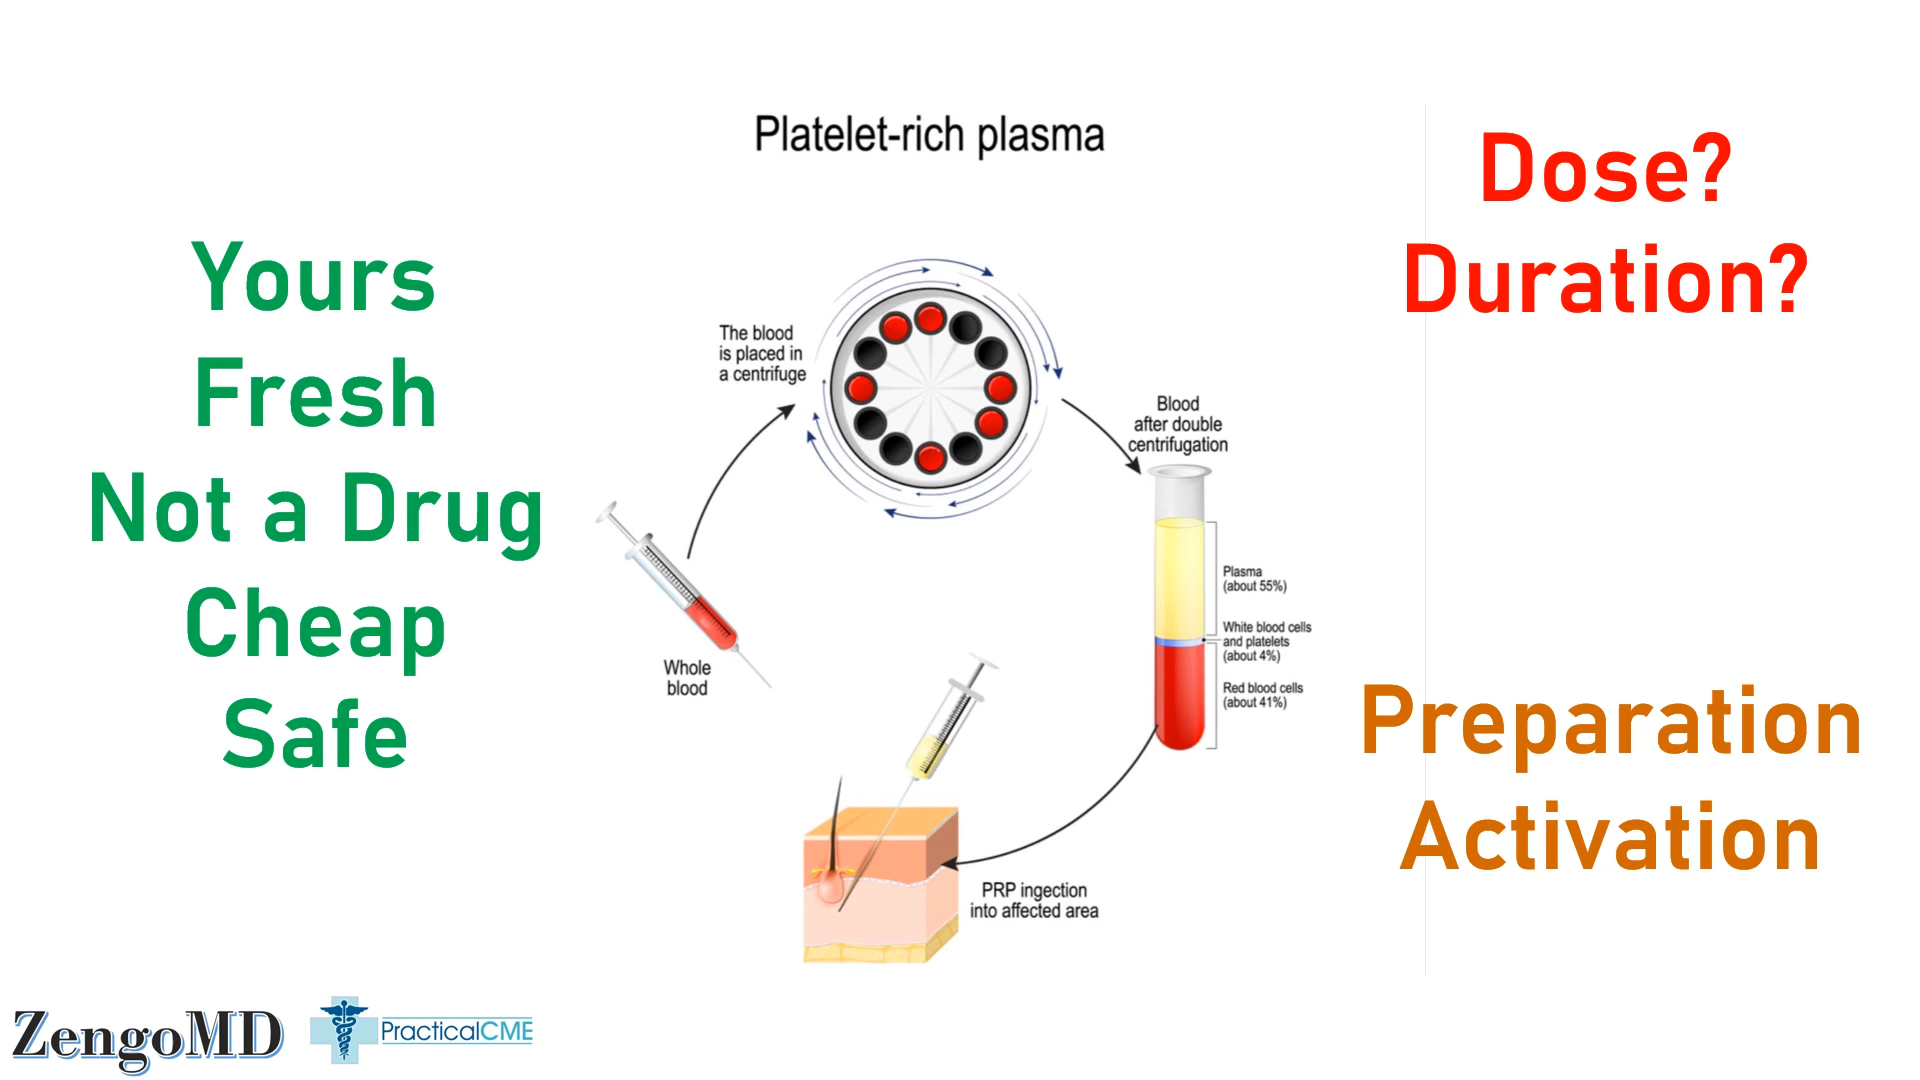 Platelet-rich plasma
Yours
Fresh
Not a Drug
Cheap
Safe
The blood
is placed in
a centrifuge
Whole
blood
Blood
after double
centrifugation
Plasma
(about 55%)
White blood cells
and platelets
(about 4%)
Red blood cells
(about 41%)
PRP ingection
into affected area
Dose?
Duration?
Preparation
Activation
ZengoMD
PracticalCME